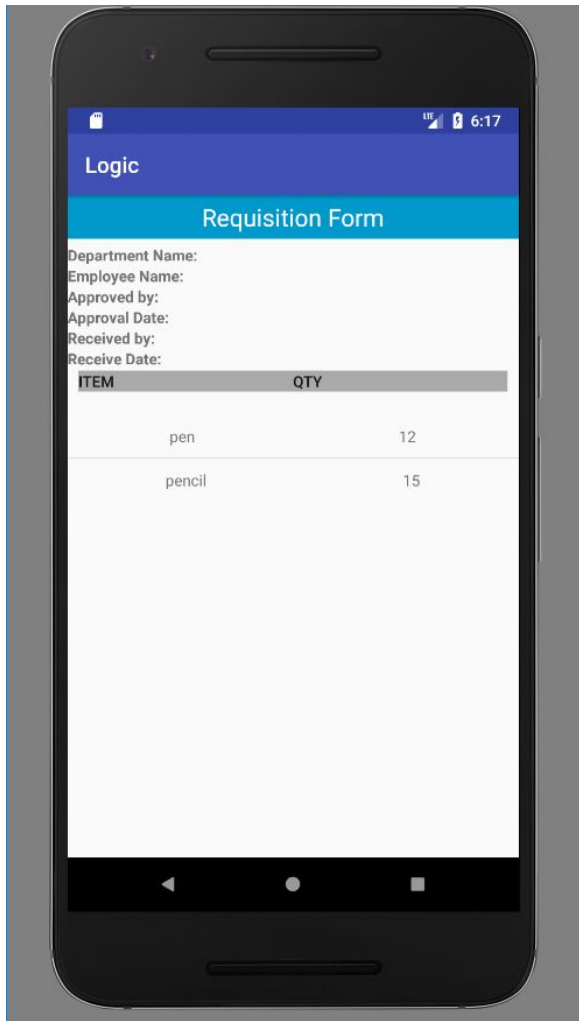 LTE 6:17
Logic
Requisition Form
Department Name:
Employee Name:
Approved by:
Approval Date:
Received by:
Receive Date:
ITEM QTY
pen 12
pencil 15